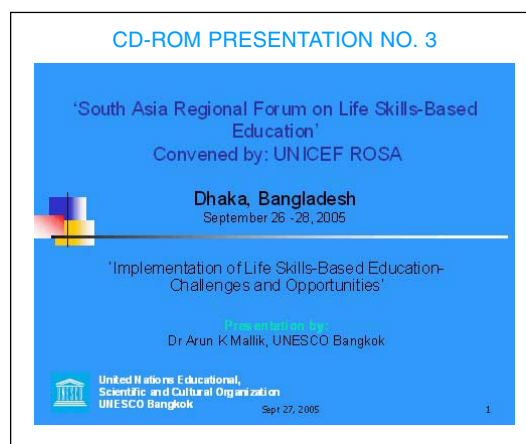 CD-ROM PRESENTATION NO. 3
'South Asia Regional Forum on Life Skills-Based
Education'
Convened by: UNICEF ROSA
Dhaka, Bangladesh
September 26 -28, 2005
'Implementation of Life Skills-Based Education-
Challenges and Opportunities'
Presentation by:
Dr Arun K Mallik, UNESCO Bangkok
United Nations Educational,
Scientific and Cultural Organization
UNESCO Bangkok
Sept 27, 2005
1